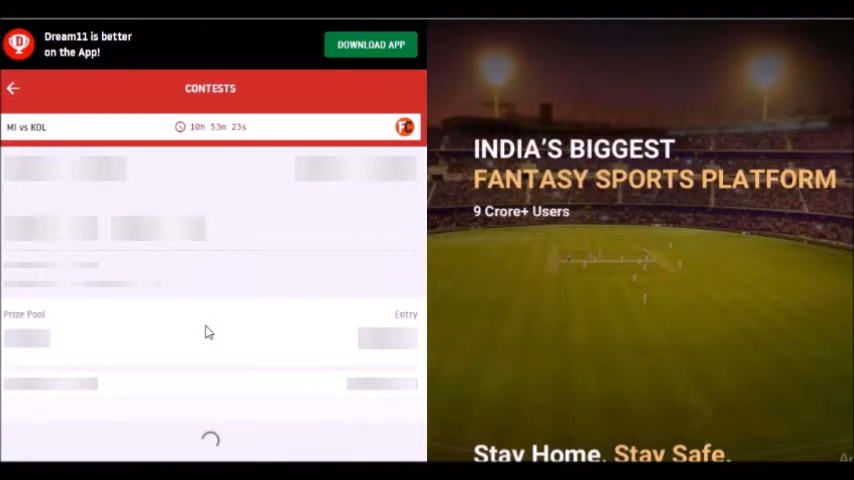 Dream11 is better
on the App!
DOWNLOAD APP
CONTESTS
MI vs KOL
10h 53m 23s
FC
Prize Pool
Entry
INDIA'S BIGGEST
FANTASY SPORTS PLATFORM
9 Crore+ Users
Stay Home. Stay Safe.